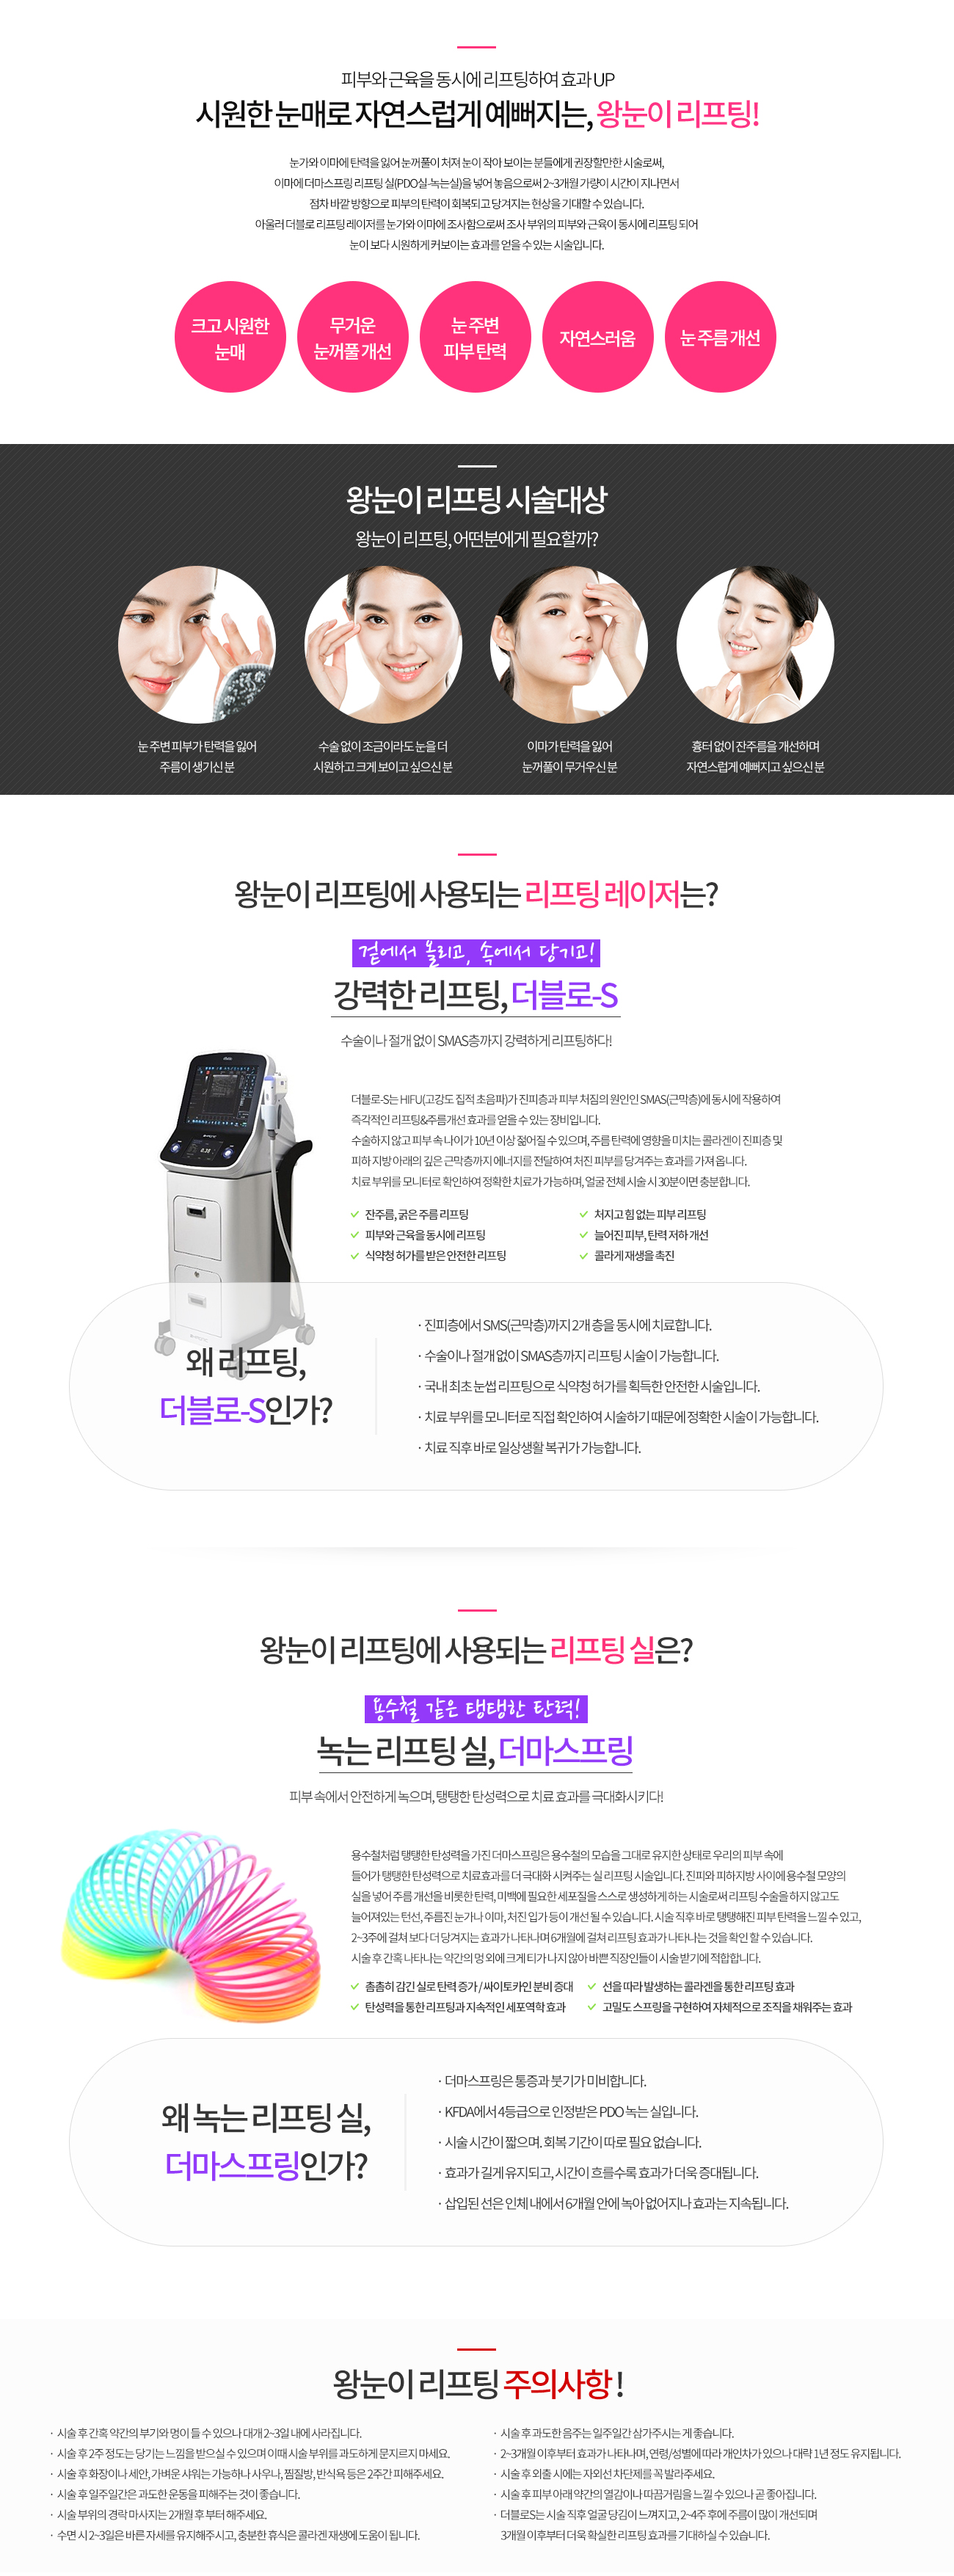 피부와 근육을 동시에 리프팅하여 효과 UP
시원한 눈매로 자연스럽게 예뻐지는, 왕눈이 리프팅!
눈가와 이마에 탄력을 잃어 눈꺼풀이 처져 눈이 작아 보이는 분들에게 권장할만한 시술로써,
이마에 더마스프링 리프팅 실(PDO실-녹는실)을 넣어 놓음으로써 2~3개월 가량이 시간이 지나면서
점차 바깥 방향으로 피부의 탄력이 회복되고 당겨지는 현상을 기대할 수 있습니다.
아울러 더블로 리프팅 레이저를 눈가와 이마에 조사함으로써 조사 부위의 피부와 근육이 동시에 리프팅 되어
눈이 보다 시원하게 커보이는 효과를 얻을 수 있는 시술입니다.
크고 시원한
눈매
무거운
눈꺼풀 개선
눈 주변
피부 탄력
자연스러움
눈 주름 개선
왕눈이 리프팅 시술대상
왕눈이 리프팅, 어떤분에게 필요할까?
눈 주변 피부가 탄력을 잃어
주름이 생기신 분
수술 없이 조금이라도 눈을 더
시원하고 크게 보이고 싶으신 분
이마가 탄력을 잃어
눈꺼풀이 무거우신 분
흉터 없이 잔주름을 개선하며
자연스럽게 예뻐지고 싶으신 분
왕눈이 리프팅에 사용되는 리프팅 레이저는?
겉에서 올리고, 속에서 당기고!
강력한 리프팅, 더블로-S
수술이나 절개 없이 SMAS층까지 강력하게 리프팅하다!
더블로-S는 HIFU(고강도 집적 초음파)가 진피층과 피부 처짐의 원인인 SMAS(근막층)에 동시에 작용하여
즉각적인 리프팅&주름개선 효과를 얻을 수 있는 장비입니다.
수술하지 않고 피부 속 나이가 10년 이상 젊어질 수 있으며, 주름 탄력에 영향을 미치는 콜라겐이 진피층 및
피하 지방 아래의 깊은 근막층까지 에너지를 전달하여 처진 피부를 당겨주는 효과를 가져 옵니다.
치료 부위를 모니터로 확인하여 정확한 치료가 가능하며, 얼굴 전체 시술 시 30분이면 충분합니다.
잔주름, 굵은 주름 리프팅
처지고 힘 없는 피부 리프팅
피부와 근육을 동시에 리프팅
늘어진 피부, 탄력 저하 개선
식약청 허가를 받은 안전한 리프팅
콜라게 재생을 촉진
왜 리프팅,
더블로-S인가?
· 진피층에서 SMS(근막층)까지 2개 층을 동시에 치료합니다.
· 수술이나 절개 없이 SMAS층까지 리프팅 시술이 가능합니다.
· 국내 최초 눈썹 리프팅으로 식약청 허가를 획득한 안전한 시술입니다.
· 치료 부위를 모니터로 직접 확인하여 시술하기 때문에 정확한 시술이 가능합니다.
· 치료 직후 바로 일상생활 복귀가 가능합니다.
왕눈이 리프팅에 사용되는 리프팅 실은?
용수철 같은 탱탱한 탄력!
녹는 리프팅 실, 더마스프링
피부 속에서 안전하게 녹으며, 탱탱한 탄성력으로 치료 효과를 극대화시키다!
용수철처럼 탱탱한 탄성력을 가진 더마스프링은 용수철의 모습을 그대로 유지한 상태로 우리의 피부 속에
들어가 탱탱한 탄성력으로 치료효과를 더 극대화 시켜주는 실 리프팅 시술입니다. 진피와 피하지방 사이에 용수철 모양의
실을 넣어 주름 개선을 비롯한 탄력, 미백에 필요한 세포질을 스스로 생성하게 하는 시술로써 리프팅 수술을 하지 않고도
늘어져있는 턴선, 주름진 눈가나 이마, 처진 입가 등이 개선 될 수 있습니다. 시술 직후 바로 탱탱해진 피부 탄력을 느낄 수 있고,
2~3주에 걸쳐 보다 더 당겨지는 효과가 나타나며 6개월에 걸쳐 리프팅 효과가 나타나는 것을 확인 할 수 있습니다.
시술 후 간혹 나타나는 약간의 멍 외에 크게 티가 나지 않아 바쁜 직장인들이 시술 받기에 적합합니다.
촘촘히 감긴 실로 탄력 증가 / 싸이토카인 분비 증대
선을 따라 발생하는 콜라겐을 통한 리프팅 효과
탄성력을 통한 리프팅과 지속적인 세포역학 효과
고밀도 스프링을 구현하여 자체적으로 조직을 채워주는 효과
왜 녹는 리프팅 실,
더마스프링인가?
· 더마스프링은 통증과 붓기가 미비합니다.
· KFDA에서 4등급으로 인정받은 PDO 녹는 실입니다.
· 시술 시간이 짧으며, 회복 기간이 따로 필요 없습니다.
· 효과가 길게 유지되고, 시간이 흐를수록 효과가 더욱 증대됩니다.
· 삽입된 선은 인체 내에서 6개월 안에 녹아 없어지나 효과는 지속됩니다.
왕눈이 리프팅 주의사항 !
· 시술 후 간혹 약간의 부기와 멍이 들 수 있으나 대개 2~3일 내에 사라집니다.
· 시술 후 2주 정도는 당기는 느낌을 받으실 수 있으며 이때 시술 부위를 과도하게 문지르지 마세요.
· 시술 후 화장이나 세안, 가벼운 샤워는 가능하나 사우나, 찜질방, 반식욕 등은 2주간 피해주세요.
· 시술 후 일주일간은 과도한 운동을 피해주는 것이 좋습니다.
· 시술 부위의 경락 마사지는 2개월 후 부터 해주세요.
· 수면 시 2~3일은 바른 자세를 유지해주시고, 충분한 휴식은 콜라겐 재생에 도움이 됩니다.
· 시술 후 과도한 음주는 일주일간 삼가주시는 게 좋습니다.
· 2~3개월 이후부터 효과가 나타나며, 연령/성별에 따라 개인차가 있으나 대략 1년 정도 유지됩니다.
· 시술 후 외출 시에는 자외선 차단제를 꼭 발라주세요.
· 시술 후 피부 아래 약간의 열감이나 따끔거림을 느낄 수 있으나 곧 좋아집니다.
· 더블로S는 시술 직후 얼굴 당김이 느껴지고, 2~4주 후에 주름이 많이 개선되며
3개월 이후부터 더욱 확실한 리프팅 효과를 기대하실 수 있습니다.